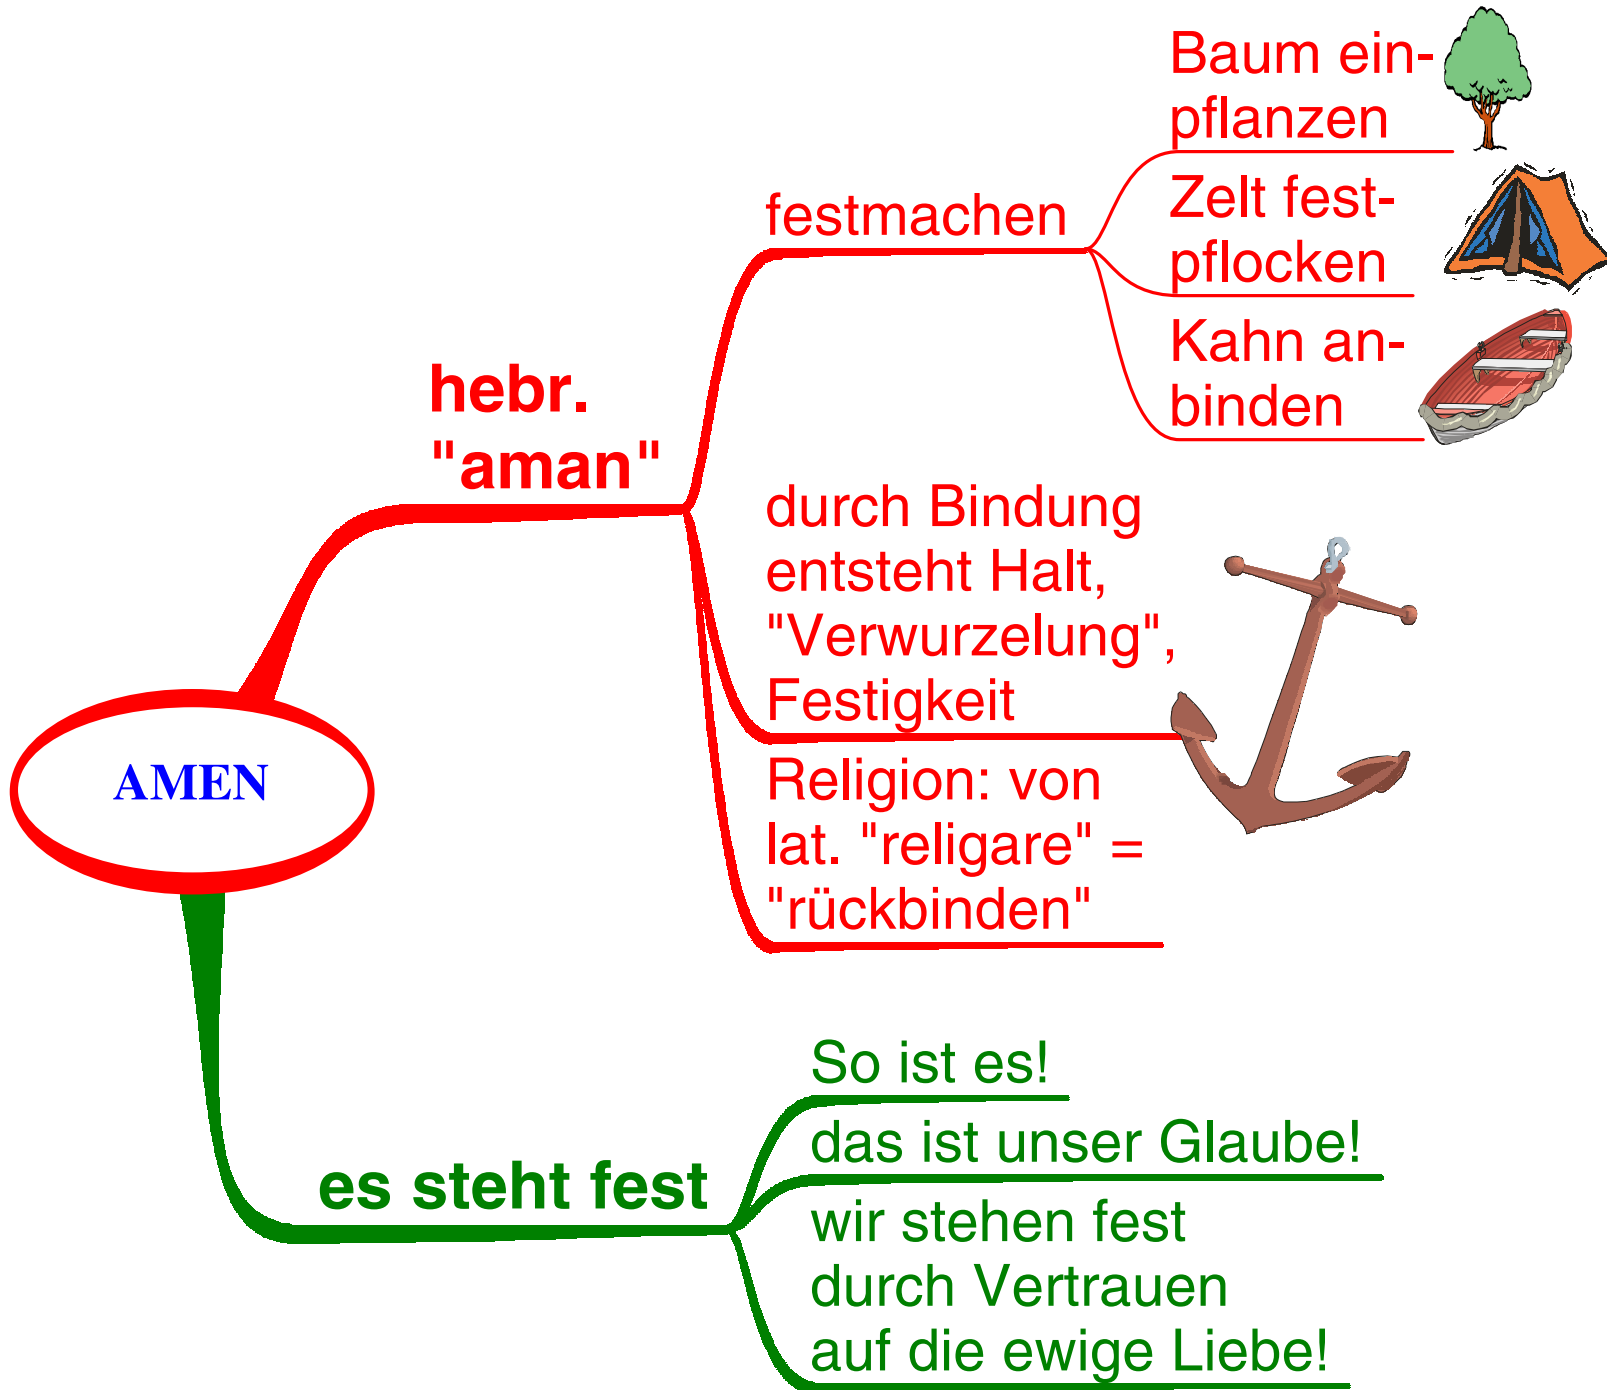 AMEN
hebr.
"aman"
festmachen
Baum ein-
pflanzen
Zelt fest-
pflocken
Kahn an-
binden
durch Bindung
entsteht Halt,
"Verwurzelung",
Festigkeit
Religion: von
lat. "religare" =
"rückbinden"
es steht fest
So ist es!
das ist unser Glaube!
wir stehen fest
durch Vertrauen
auf die ewige Liebe!